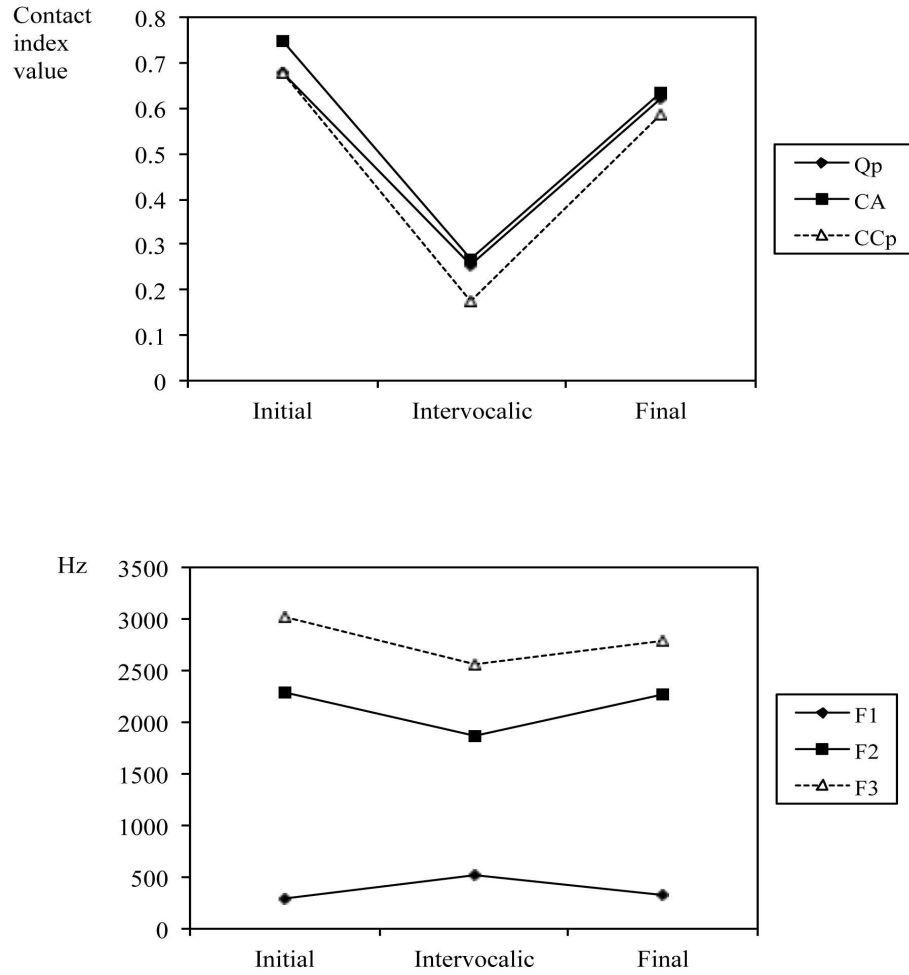 Contact
index
value
0.8
0.7
0.6
0.5
0.4
0.3
0.2
0.1
0
Initial Intervocalic Final
Qp
CA
CCp
Hz
3500
3000
2500
2000
1500
1000
500
0
Initial Intervocalic Final
F1
F2
F3